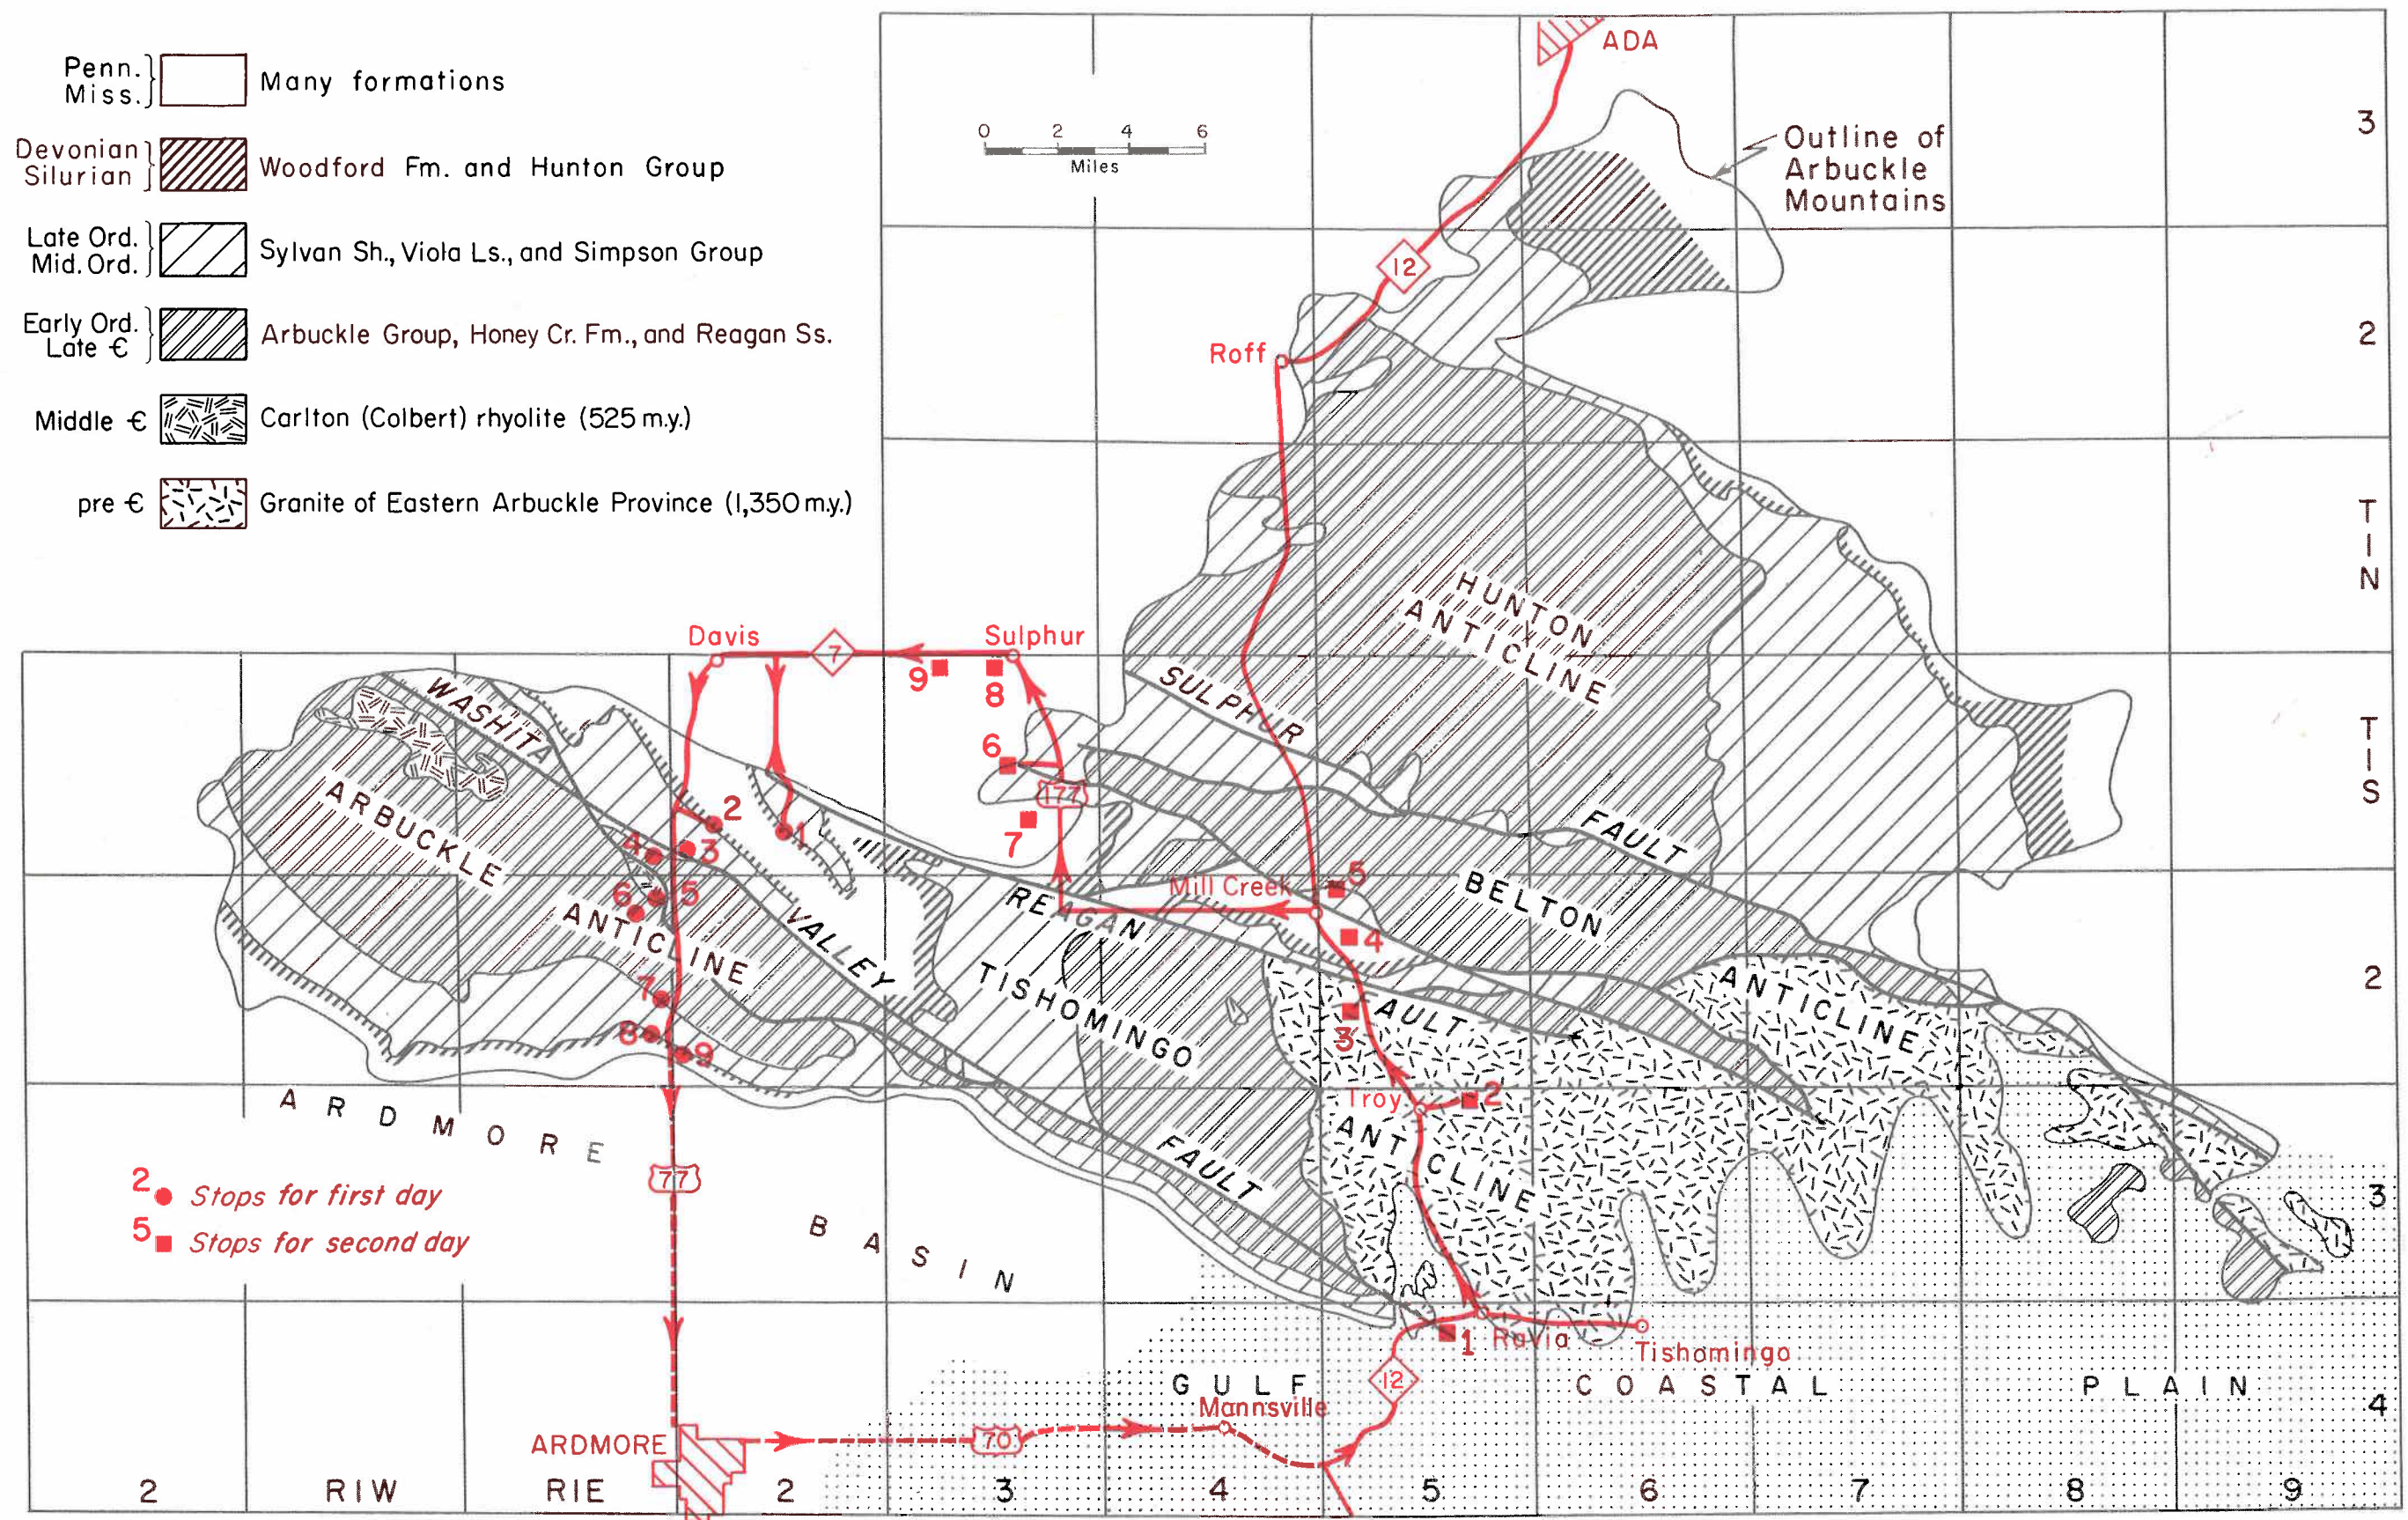 Penn.
Miss.
Many formations
Devonian
Silurian
Woodford Fm. and Hunton Group
Late Ord.
Mid. Ord.
Sylvan Sh., Viola Ls., and Simpson Group
Early Ord.
Late Є
Arbuckle Group, Honey Cr. Fm., and Reagan Ss.
Middle Є
Carlton (Colbert) rhyolite (525 m.y.)
pre Є
Granite of Eastern Arbuckle Province (1,350 m.y.)
ADA
0 2 4 6
Miles
Outline of
Arbuckle
Mountains
3
12
2
Roff
T
I
N
HUNTON
ANTICLINE
Davis
7
Sulphur
9
8
WASHITA
SULPHUR
T
I
S
6
177
ARBUCKLE
2
1
7
FAULT
4
3
Mill Creek
5
BELTON
6
5
REAGAN
ANTICLINE
VALLEY
4
TISHOMINGO
ANTICLINE
2
7
AULT
3
8
9
ARDMORE
Troy
2
ANT CLINE
FAULT
77
2
Stops for first day
5
Stops for second day
3
BASIN
1
Ravia
Tishomingo
GULF
12
COASTAL
PLAIN
Mannsville
4
ARDMORE
70
2
RIW
RIE
2
3
4
5
6
7
8
9